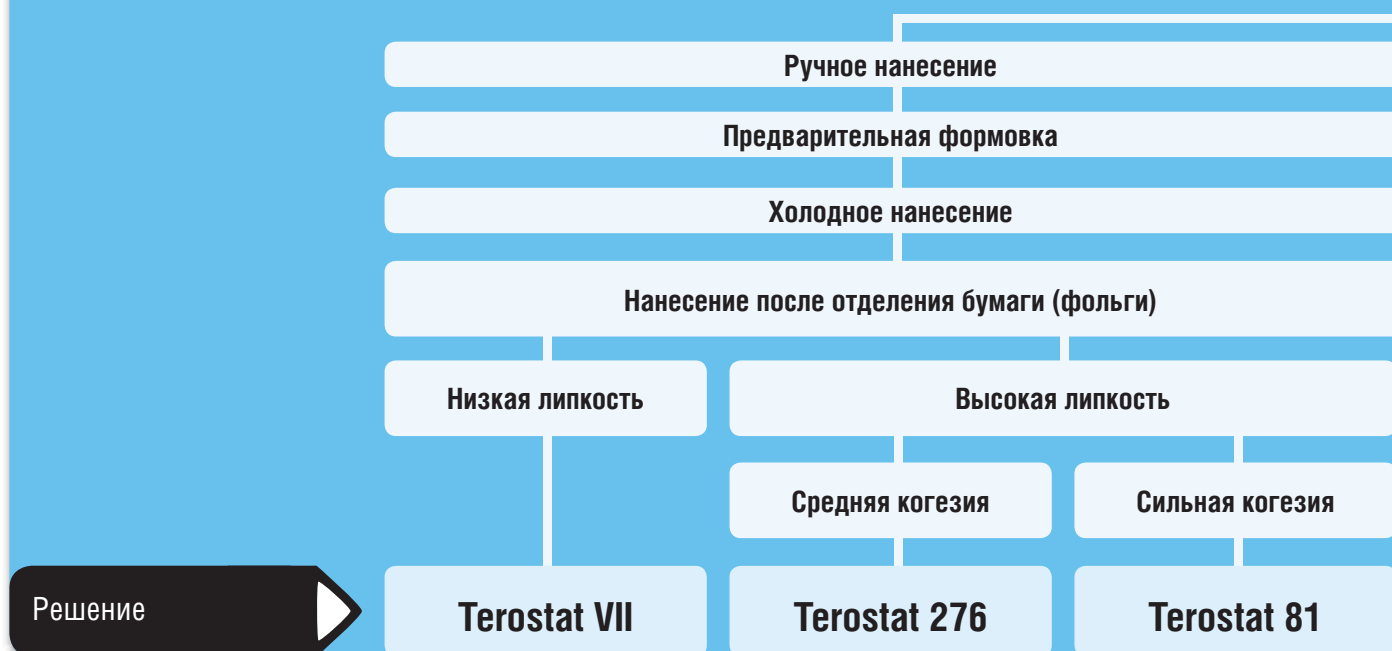 Ручное нанесение
Предварительная формовка
Холодное нанесение
Нанесение после отделения бумаги (фольги)
Низкая липкость
Высокая липкость
Средняя когезия
Сильная когезия
Решение
Terostat VII
Terostat 276
Terostat 81